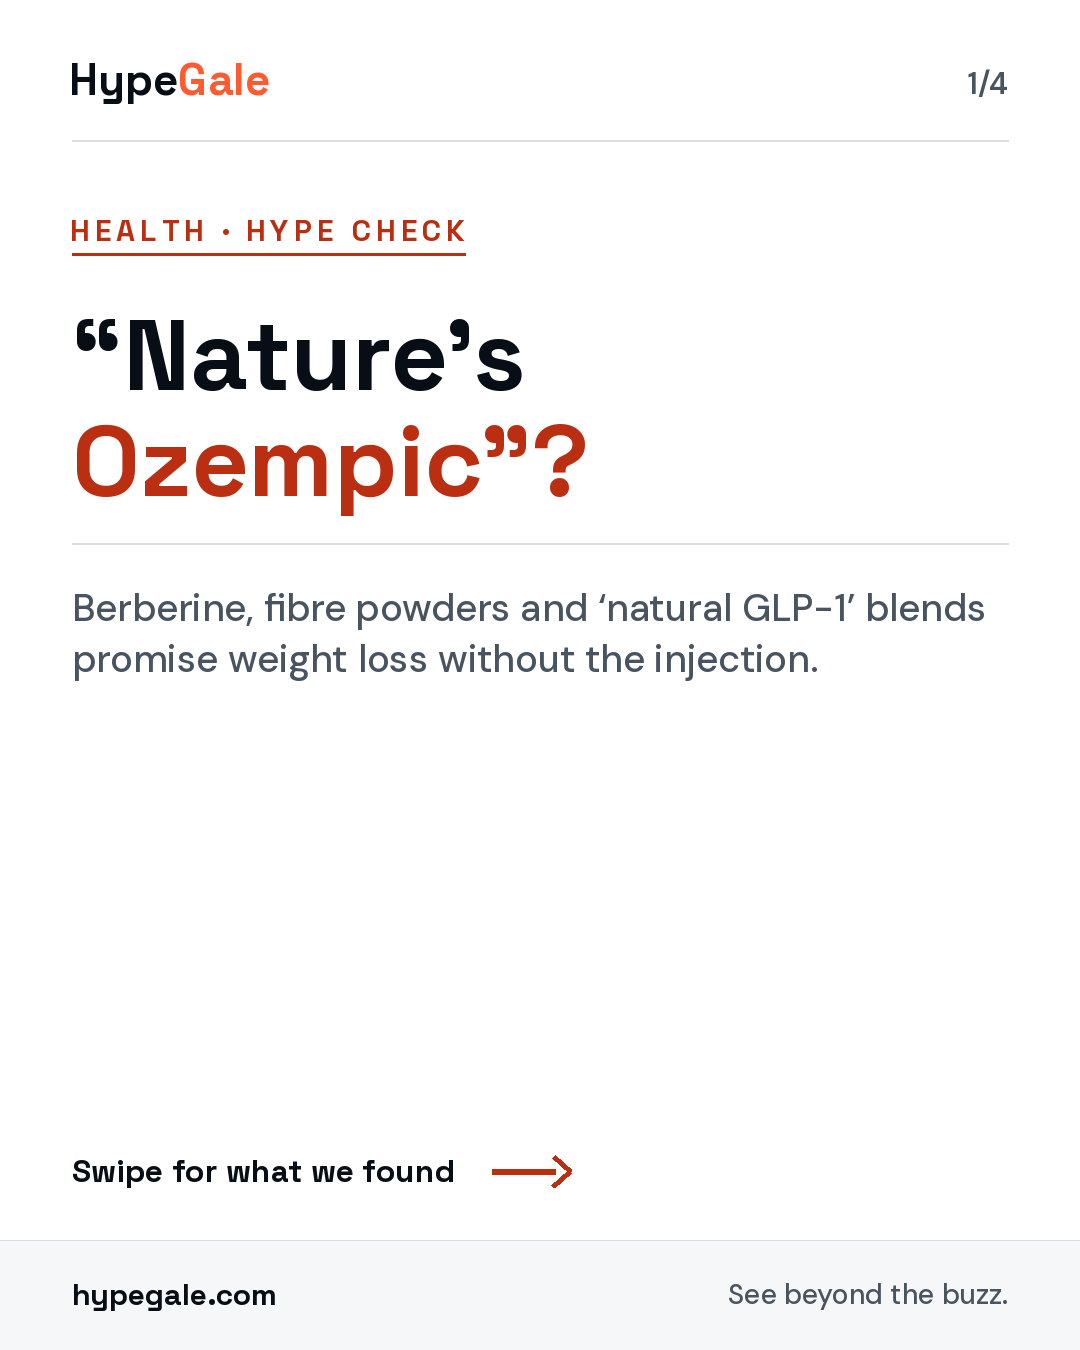 HypeGale
1/4
HEALTH · HYPE CHECK
“Nature’s
Ozempic”?
Berberine, fibre powders and ‘natural GLP-1’ blends
promise weight loss without the injection.
Swipe for what we found
hypegale.com
See beyond the buzz.